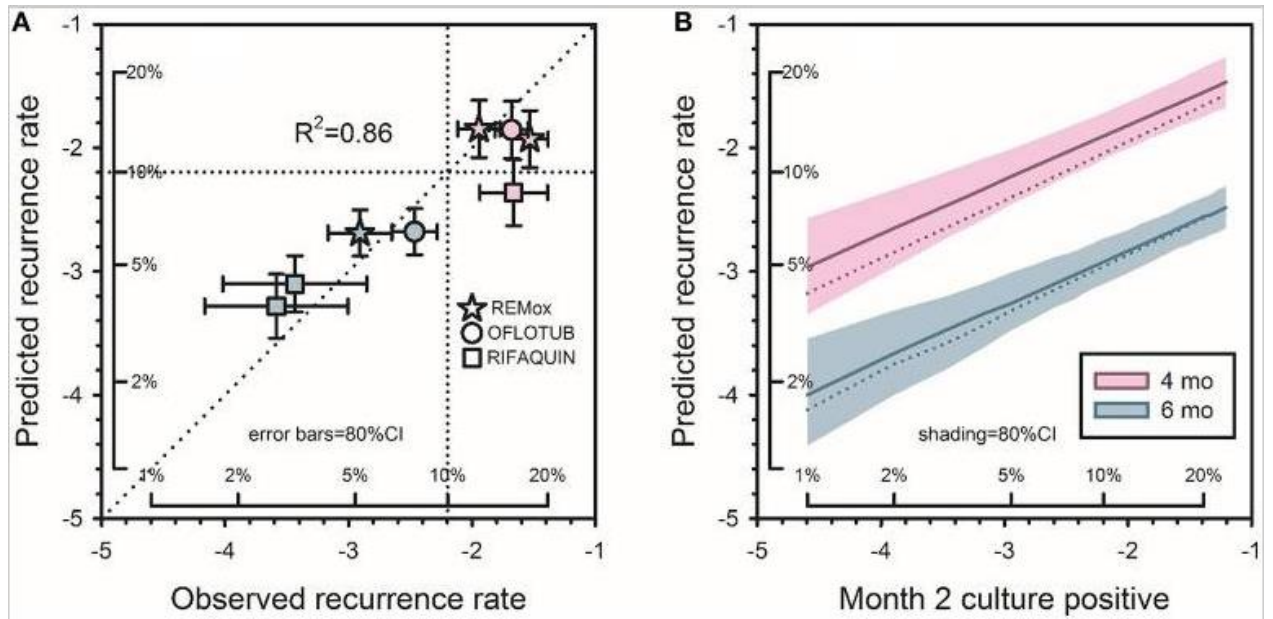 A
Predicted recurrence rate
-1
-2
-3
-4
-5
20%
10%
5%
2%
R²=0.86
REMox
OFLOTUB
RIFAQUIN
error bars=80%CI
1%
2%
5%
10%
20%
-5
-4
-3
-2
-1
Observed recurrence rate
B
Predicted recurrence rate
-1
-2
-3
-4
-5
20%
10%
5%
2%
4 mo
6 mo
shading=80%CI
1%
2%
5%
10%
20%
-5
-4
-3
-2
-1
Month 2 culture positive